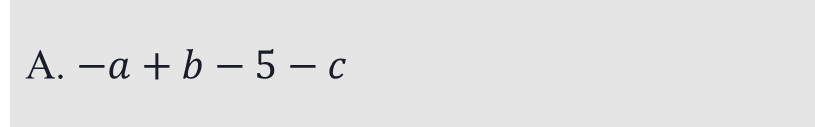 A. −a + b − 5 − c